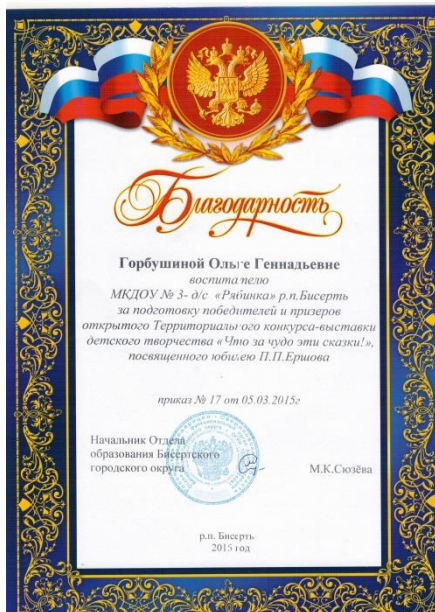 Благодарность
Горбушиной Ольге Геннадьевне
воспитателю
МКДОУ № 3- д/с «Рябинка» р.п.Бисерть
за подготовку победителей и призеров
открытого Территориального конкурса-выставки
детского творчества «Что за чудо эти сказки!»,
посвященного юбилею П.П.Ершова
приказ № 17 от 05.03.2015г
Начальник Отдела
образования Бисертского
городского округа М.К.Сюзёва
р.п. Бисерть
2015 год